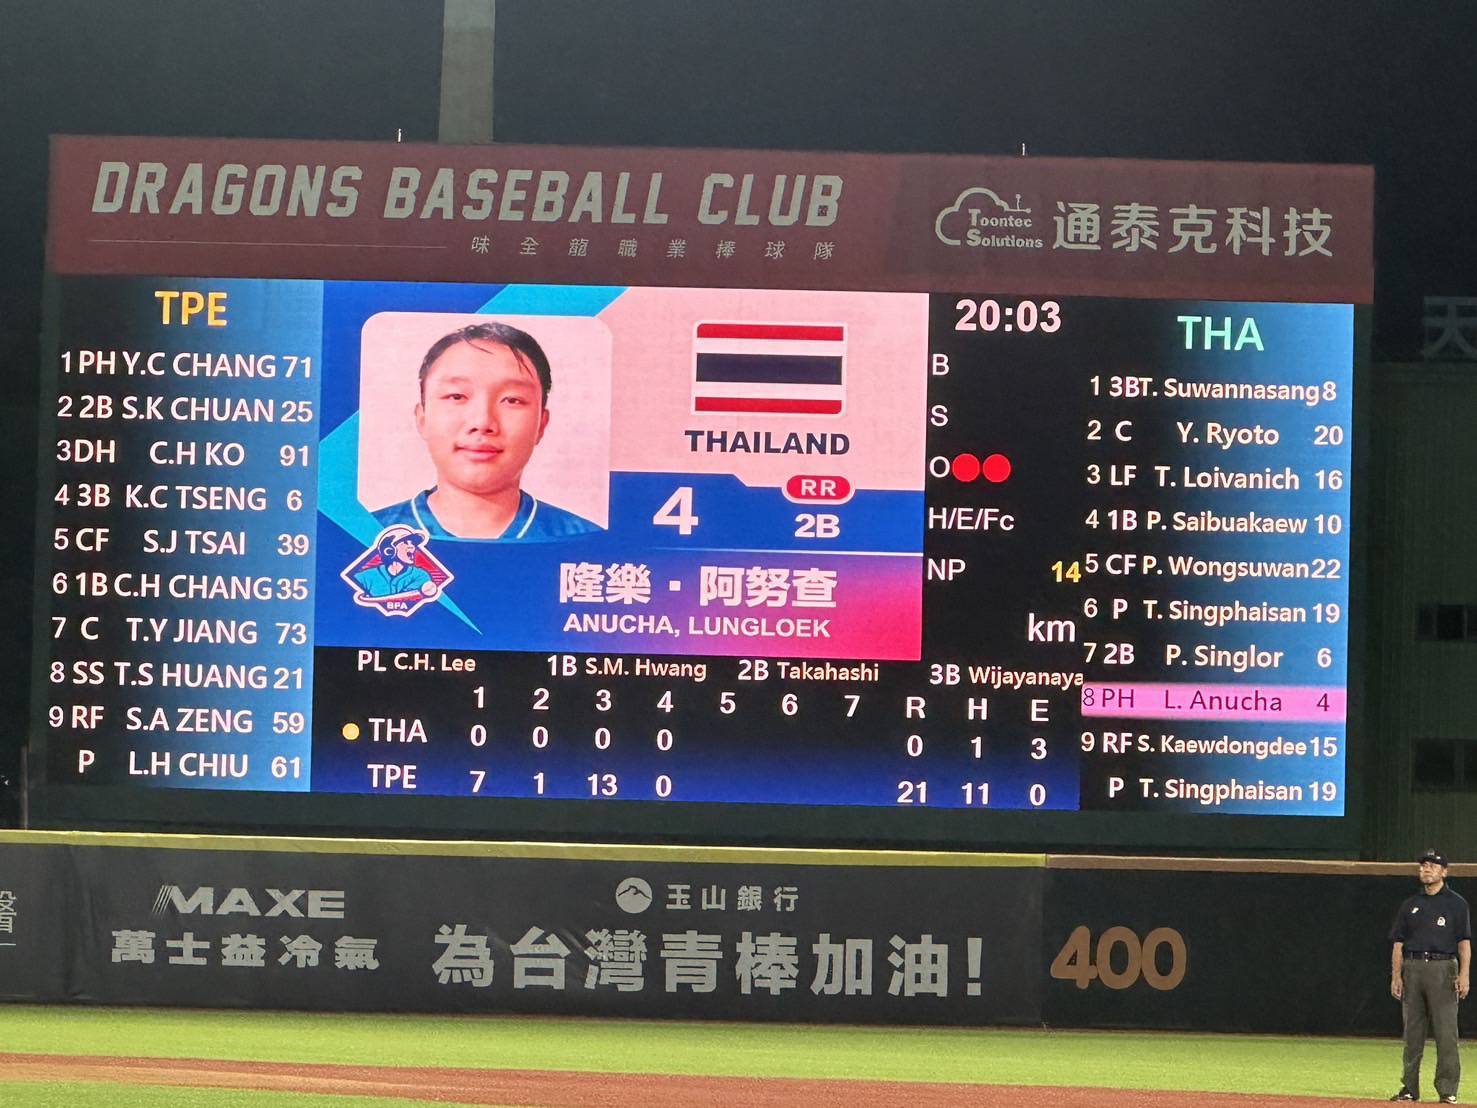 DRAGONS BASEBALL CLUB
味全龍職業棒球隊
Toontec Solutions 通泰克科技
TPE
1 PH Y.C CHANG 71
2 2B S.K CHUAN 25
3 DH C.H KO 91
4 3B K.C TSENG 6
5 CF S.J TSAI 39
6 1B C.H CHANG 35
7 C T.Y JIANG 73
8 SS T.S HUANG 21
9 RF S.A ZENG 59
P L.H CHIU 61
THAILAND
4 RR
2B
BFA
隆樂·阿努查
ANUCHA, LUNGLOEK
20:03
B
S
O
H/E/Fc
NP 14
km
THA
1 3B T. Suwannasang 8
2 C Y. Ryoto 20
3 LF T. Loivanich 16
4 1B P. Saibuakaew 10
5 CF P. Wongsuwan 22
6 P T. Singphaisan 19
7 2B P. Singlor 6
8 PH L. Anucha 4
9 RF S. Kaewdongdee 15
P T. Singphaisan 19
PL C.H. Lee 1B S.M. Hwang 2B Takahashi 3B Wijayanaya
1 2 3 4 5 6 7 R H E
THA 0 0 0 0 0 1 3
TPE 7 1 13 0 21 11 0
天
MAXE
萬士益冷氣
玉山銀行
為台灣青棒加油!
400